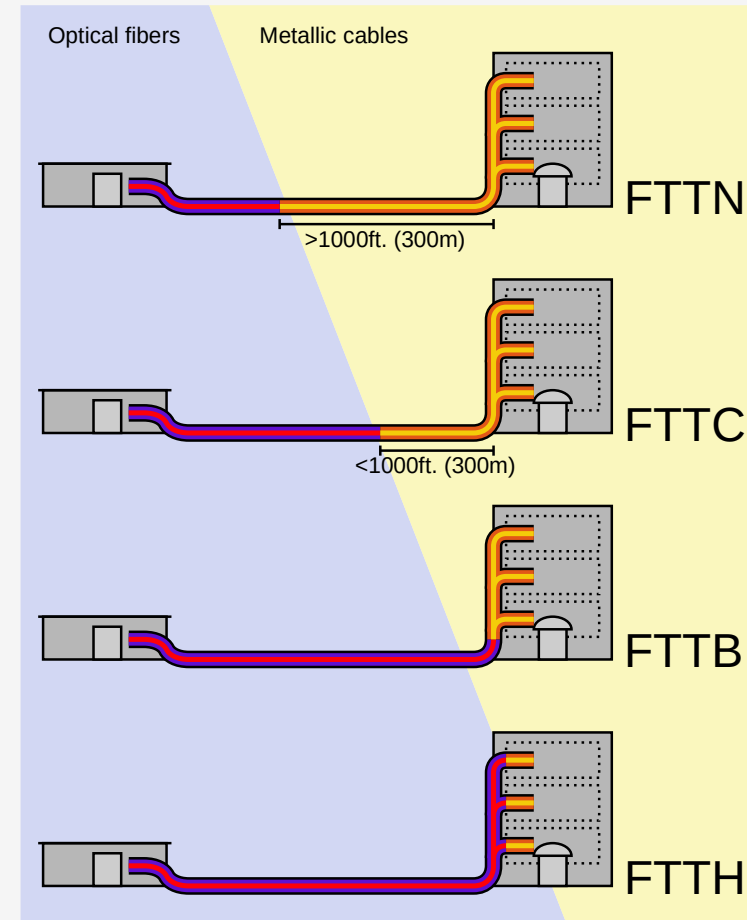 Optical fibers
Metallic cables
FTTN
>1000ft. (300m)
FTTC
<1000ft. (300m)
FTTB
FTTH